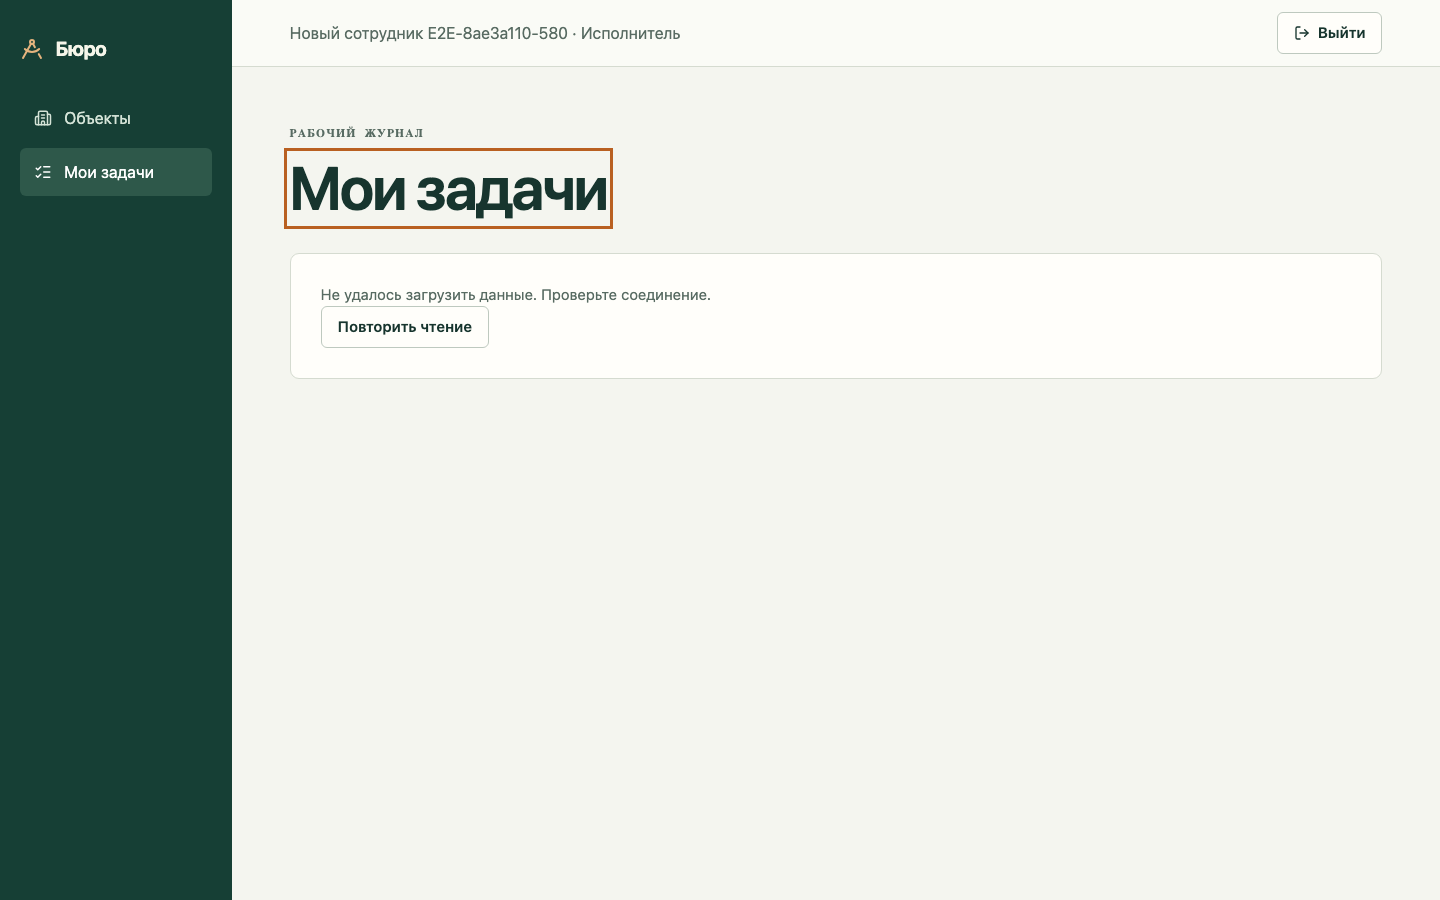 Бюро
Объекты
Мои задачи
Новый сотрудник E2E-8ae3a110-580 · Исполнитель
Выйти
РАБОЧИЙ ЖУРНАЛ
Мои задачи
Не удалось загрузить данные. Проверьте соединение.
Повторить чтение